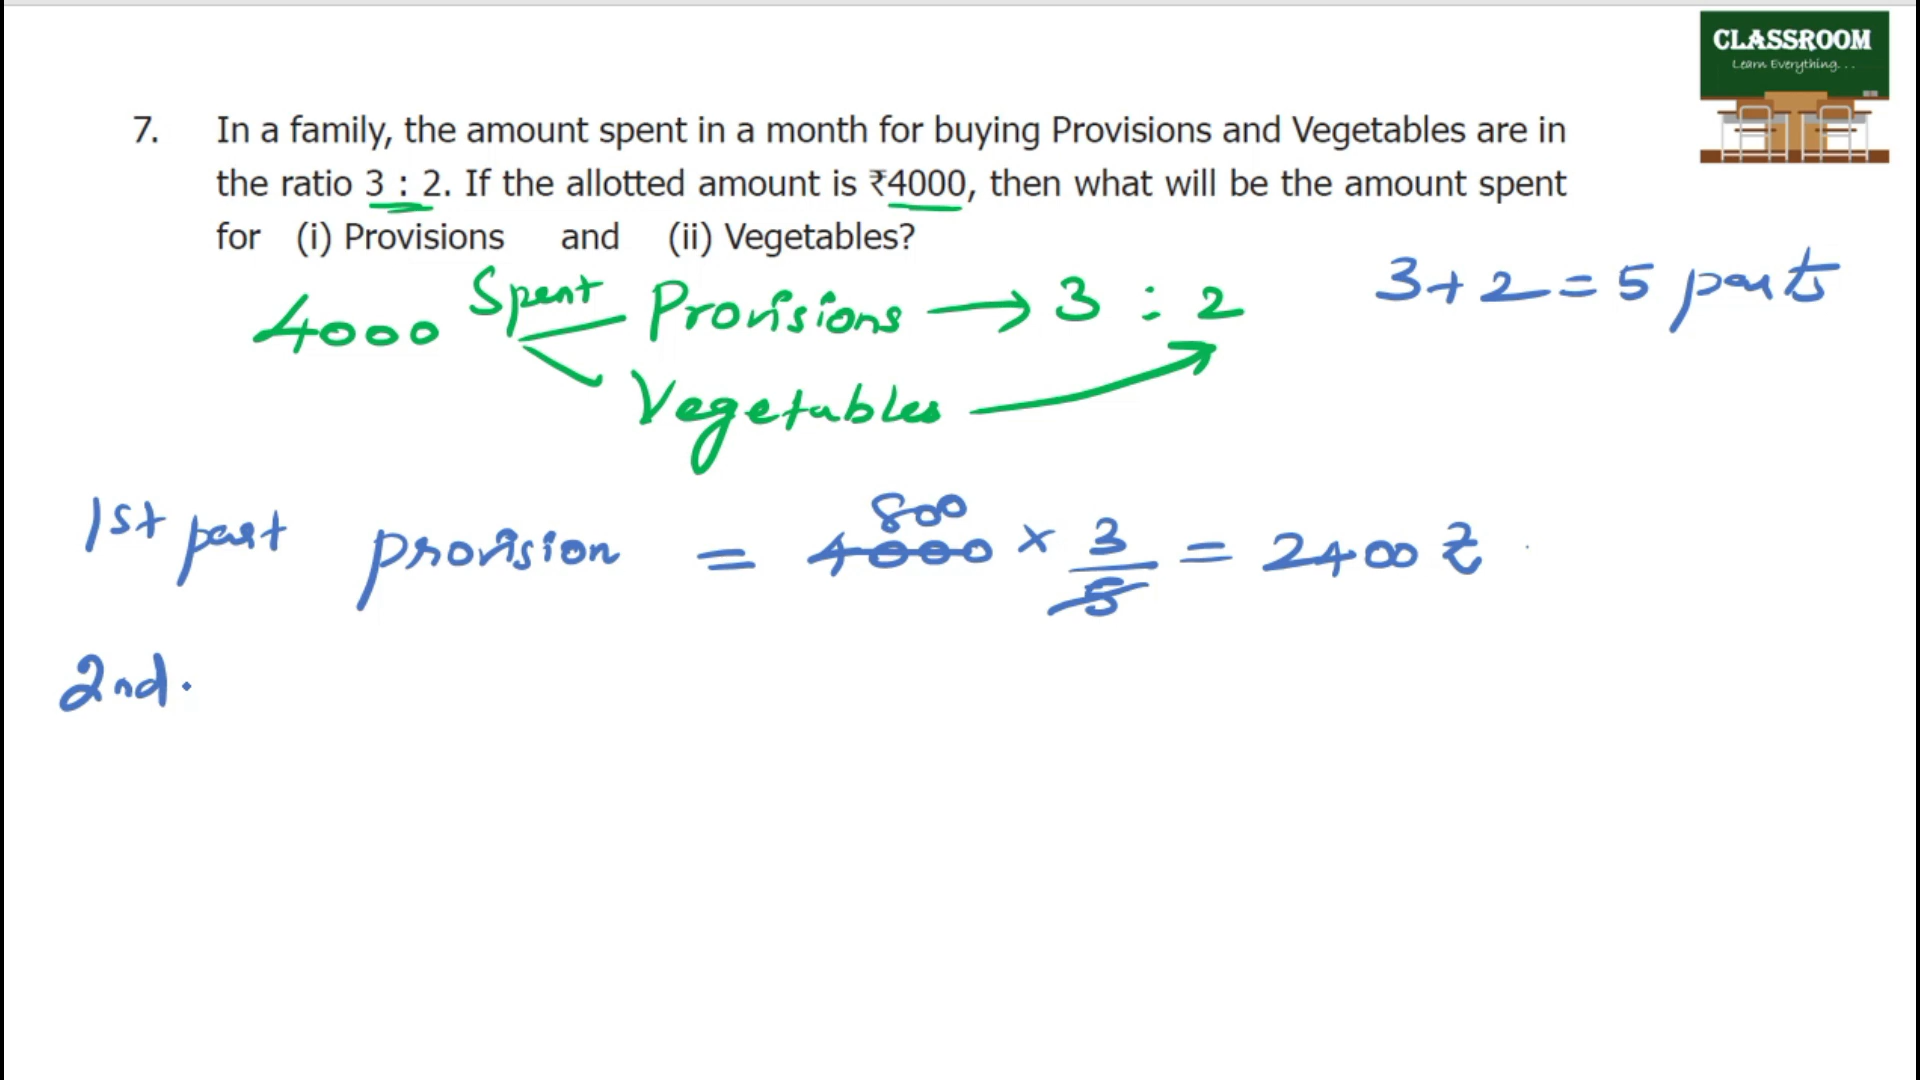 CLASSROOM
Learn Everything. . .
7. In a family, the amount spent in a month for buying Provisions and Vegetables are in
the ratio 3 : 2. If the allotted amount is ₹4000, then what will be the amount spent
for (i) Provisions and (ii) Vegetables?
4000 Spent Provisions → 3 : 2
3+2=5 parts
Vegetables
800
1st part provision = 4000 × 3/5 = 2400 ₹
2nd.